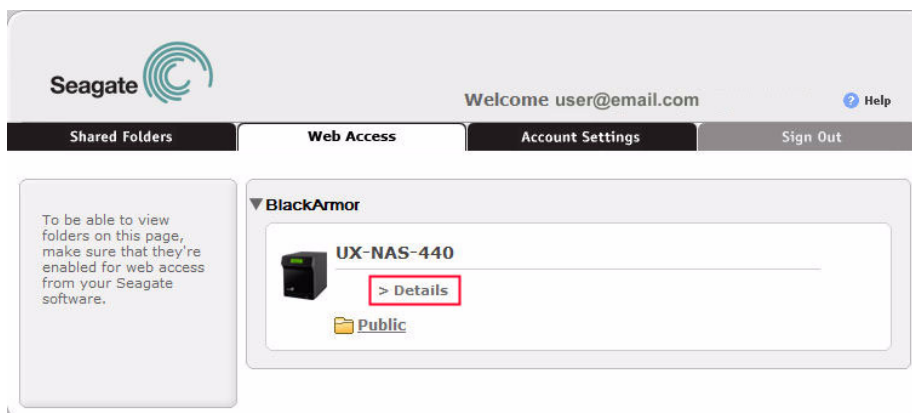 Seagate
Welcome user@email.com
Help
Shared Folders
Web Access
Account Settings
Sign Out
To be able to view
folders on this page,
make sure that they're
enabled for web access
from your Seagate
software.
BlackArmor
UX-NAS-440
> Details
Public